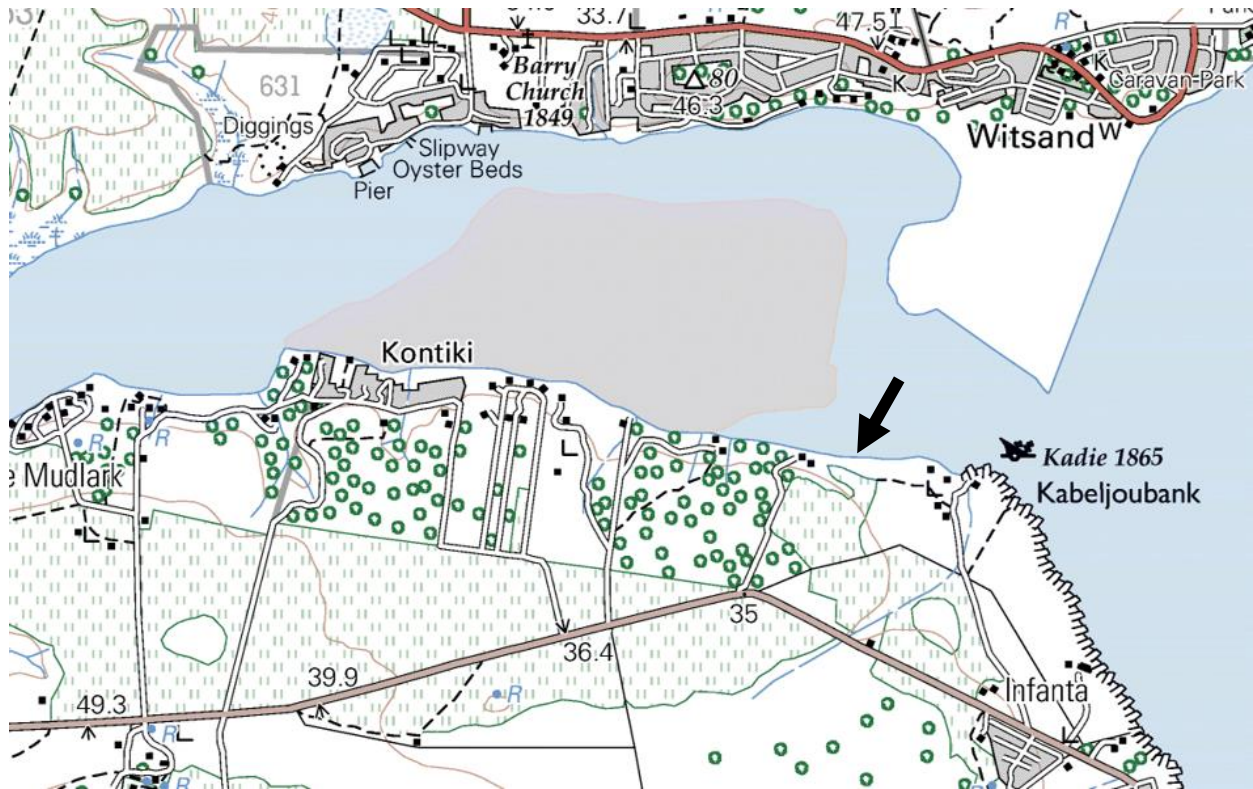 33.7
47.5
R
K
K
Caravan Park
Witsand
W
80
46.3
Barry
Church
1849
631
Diggings
Slipway
Oyster Beds
Pier
Kontiki
R
R
Mudlark
Kadie 1865
Kabeljoubank
35
36.4
39.9
49.3
R
R
R
R
R
Infanta
R